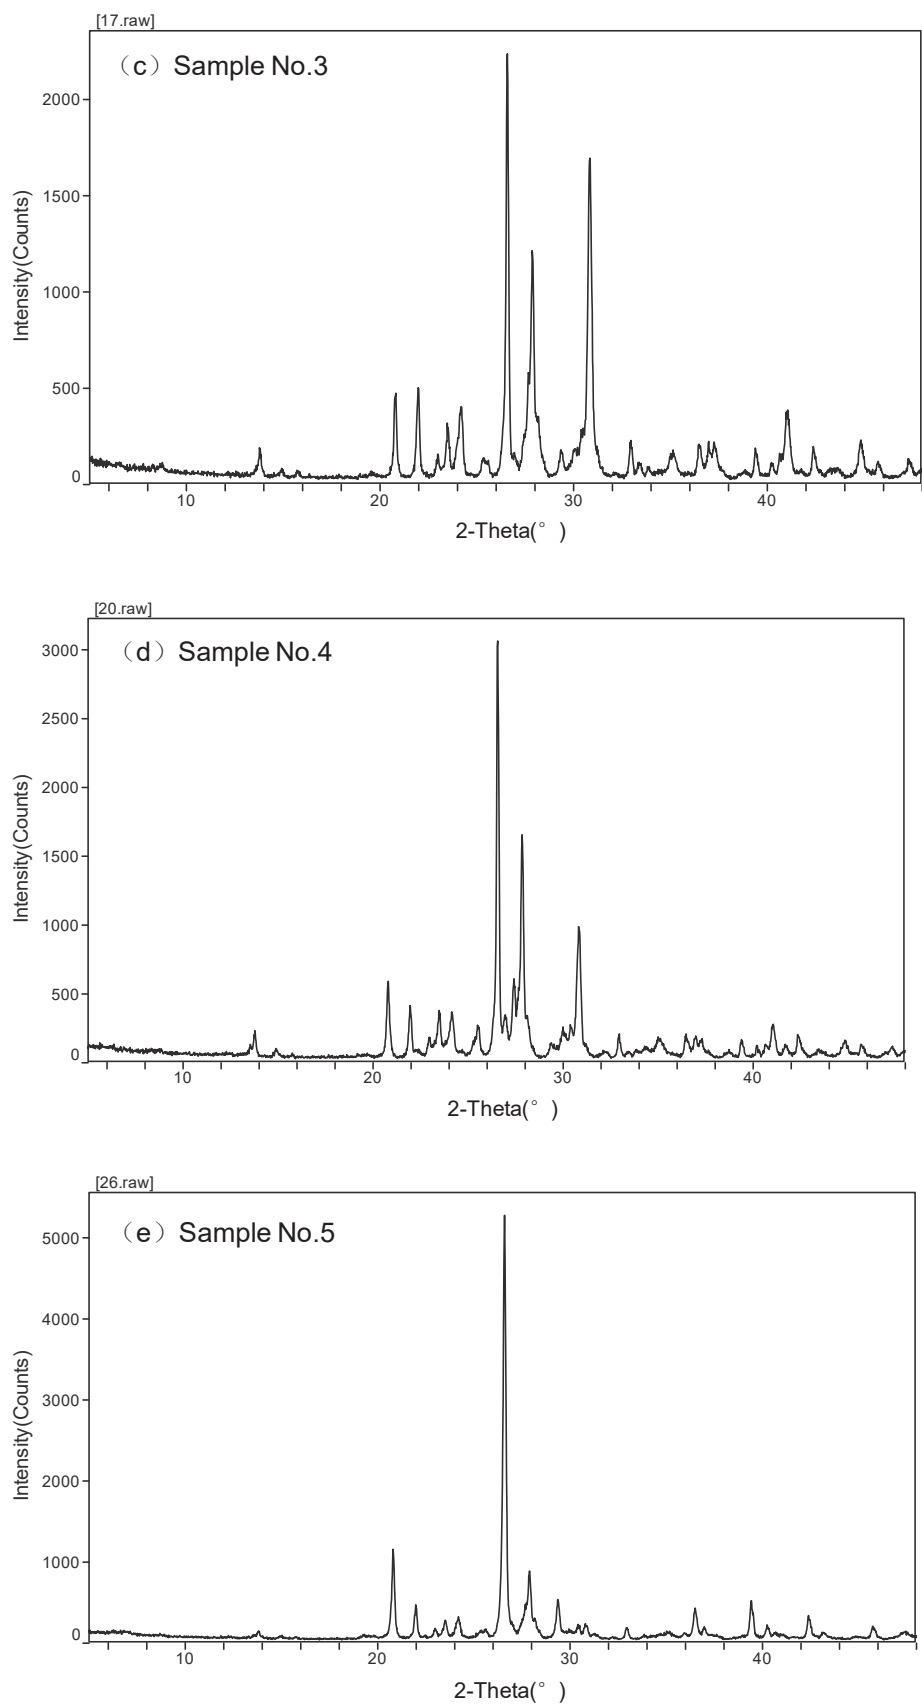 [17.raw]
（c）Sample No.3
2000
1500
1000
500
0
Intensity(Counts)
10 20 30 40
2-Theta(° )
[20.raw]
（d）Sample No.4
3000
2500
2000
1500
1000
500
0
Intensity(Counts)
10 20 30 40
2-Theta(° )
[26.raw]
（e）Sample No.5
5000
4000
3000
2000
1000
0
Intensity(Counts)
10 20 30 40
2-Theta(° )